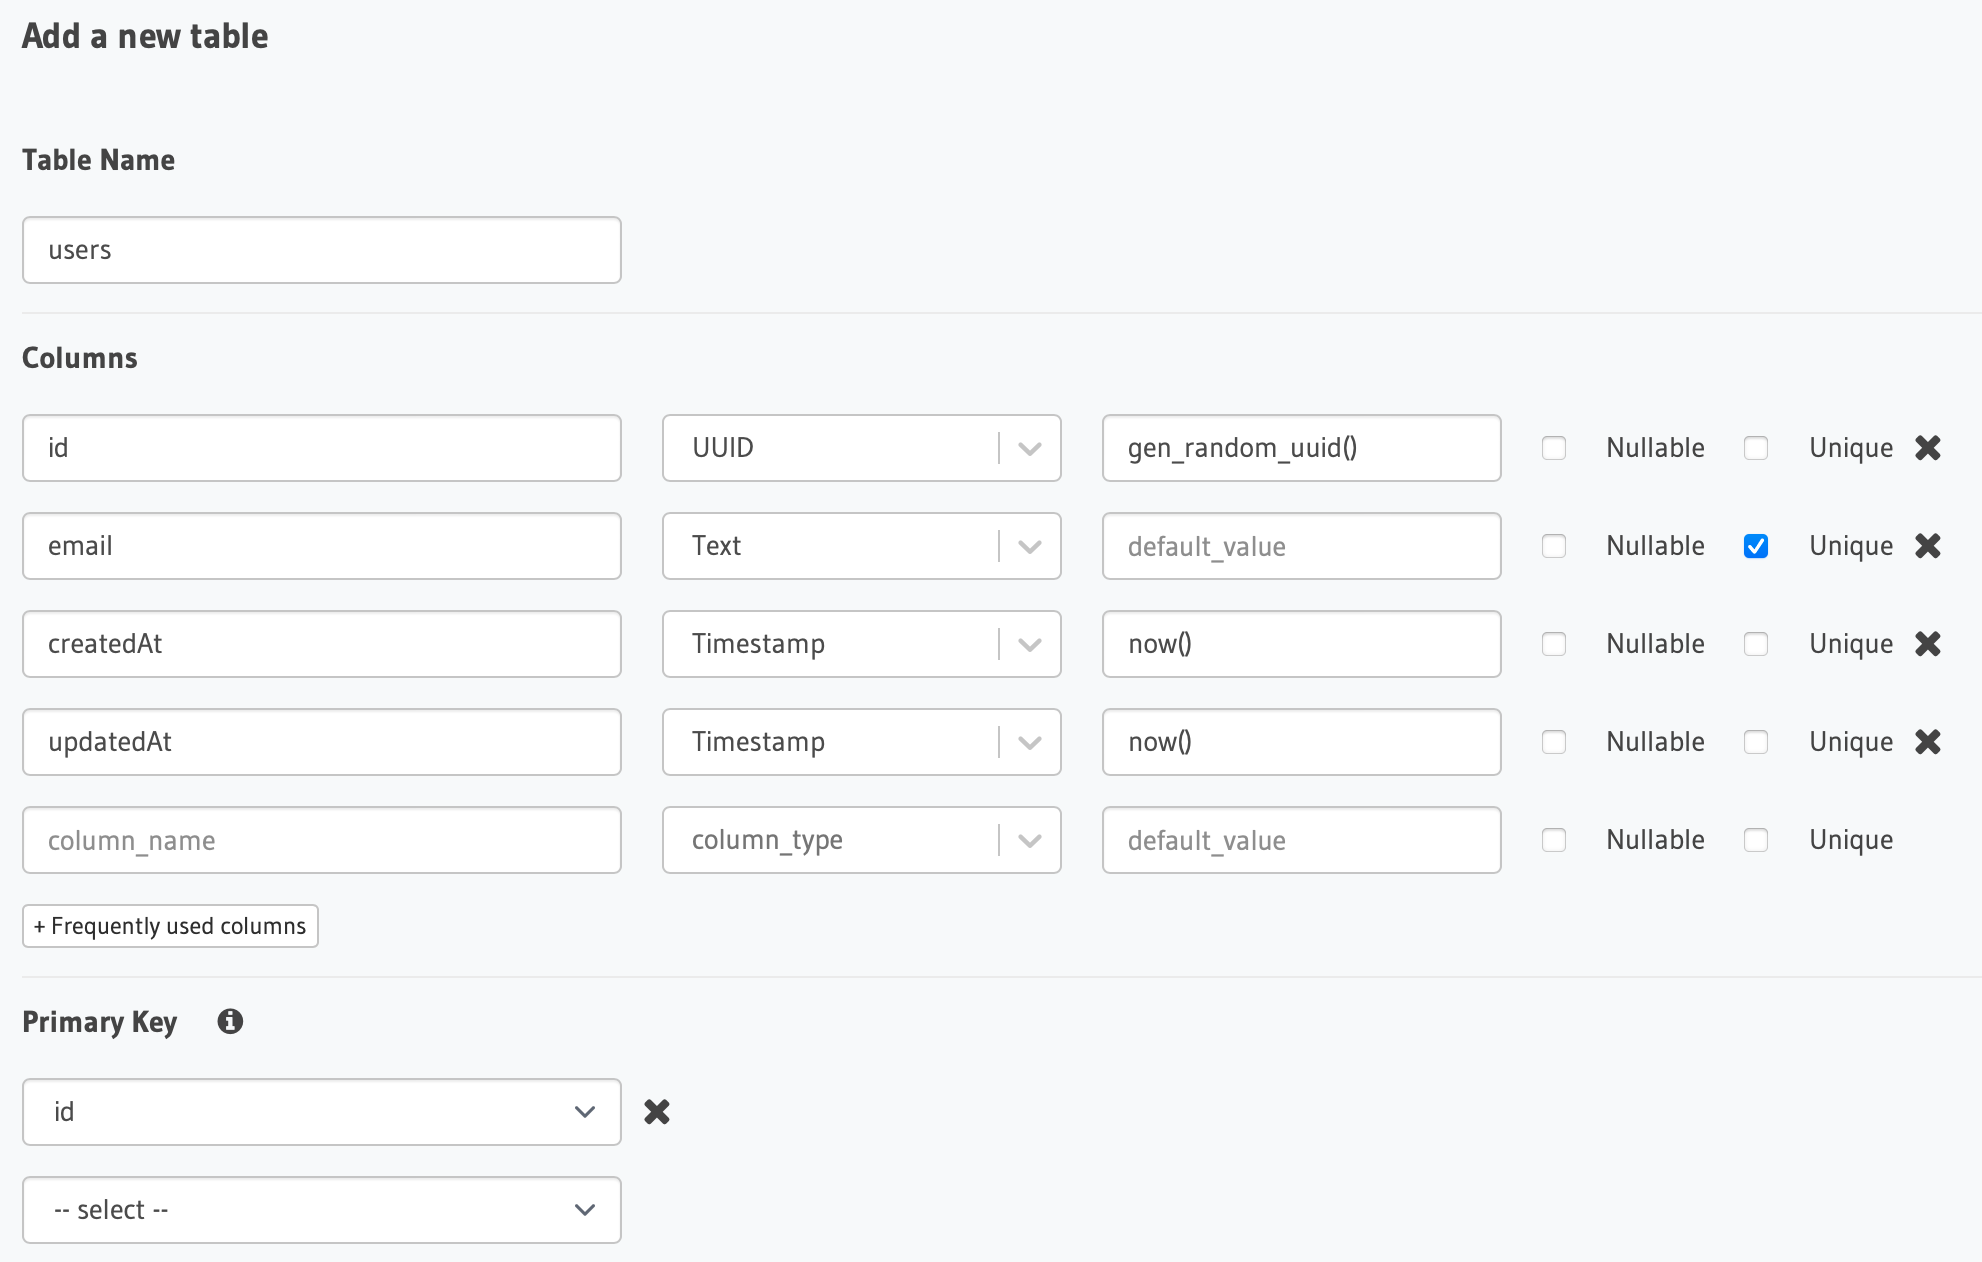 Add a new table
Table Name
users
Columns
id UUID gen_random_uuid() Nullable Unique
email Text default_value Nullable Unique
createdAt Timestamp now() Nullable Unique
updatedAt Timestamp now() Nullable Unique
column_name column_type default_value Nullable Unique
+ Frequently used columns
Primary Key
id
-- select --